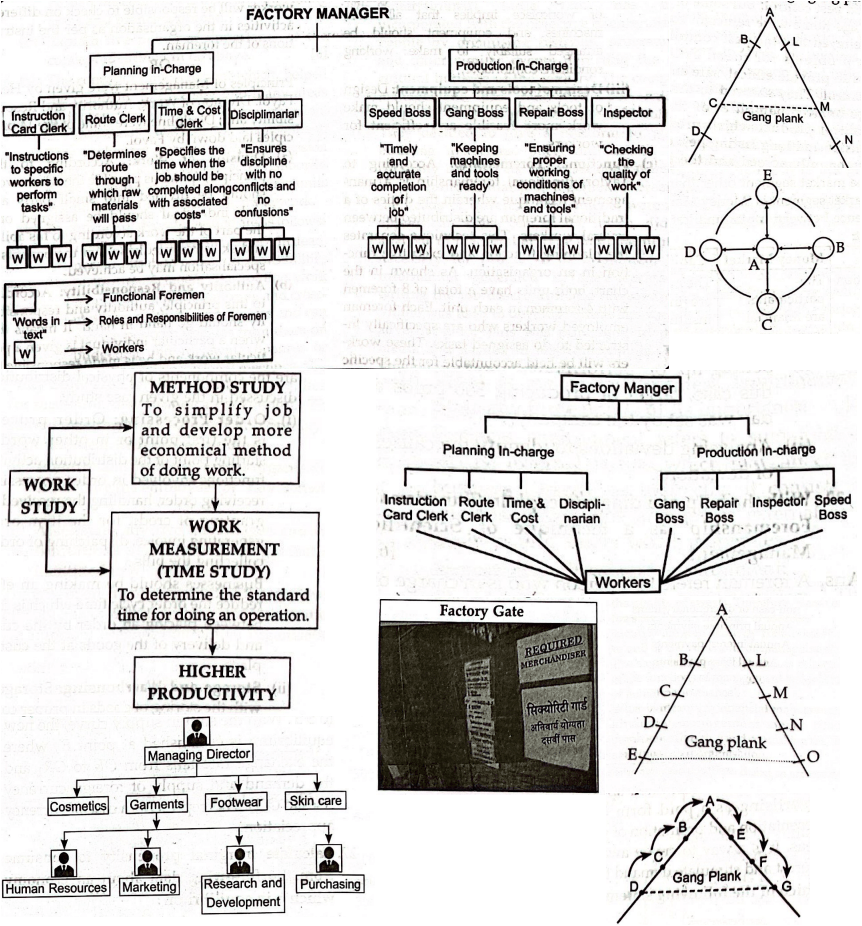 FACTORY MANAGER
Planning In-Charge
Production In-Charge
Instruction
Card Clerk
Route Clerk
Time & Cost
Clerk
Disciplimariar
Speed Boss
Gang Boss
Repair Boss
Inspector
"Instructions
to specific
workers to
perform
tasks"
"Determines
route
through
which raw
materials
will pass
"Specifies the
time when the
job should be
completed along
with associated
costs"
"Ensures
discipline
with no
conflicts and
no
confusions"
"Timely
and
accurate
completion
of
job"
"Keeping
machines
and tools
ready"
"Ensuring
proper
working
conditions of
machines
and tools"
"Checking
the
quality of
work"
W W W W W W W W W W W W
W W W W W W W W W W W W
Functional Foremen
"Words in
text"
Roles and Responsibilities of Foremen
W
Workers
A
B
L
C
M
Gang plank
D
N
E
D
A
B
C
METHOD STUDY
To simplify job
and develop more
economical method
of doing work.
WORK
STUDY
WORK
MEASUREMENT
(TIME STUDY)
To determine the standard
time for doing an operation.
HIGHER
PRODUCTIVITY
Factory Manger
Planning In-charge
Production In-charge
Instruction
Card Clerk
Route
Clerk
Time &
Cost
Discipli-
narian
Gang
Boss
Repair
Boss
Inspector
Speed
Boss
Workers
Factory Gate
REQUIRED
MERCHANDISER
सिक्योरिटी गार्ड
अनिवार्य योग्यता
दसवीं पास
A
B
L
C
M
D
N
Gang plank
E
O
Managing Director
Cosmetics
Garments
Footwear
Skin care
Human Resources
Marketing
Research and
Development
Purchasing
A
B
E
C
F
Gang Plank
D
G